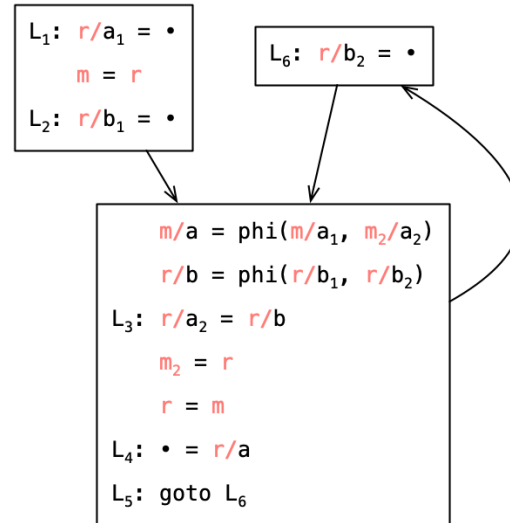 L₁: r/a₁ = •
m = r
L₂: r/b₁ = •
L₆: r/b₂ = •
m/a = phi(m/a₁, m₂/a₂)
r/b = phi(r/b₁, r/b₂)
L₃: r/a₂ = r/b
m₂ = r
r = m
L₄: • = r/a
L₅: goto L₆